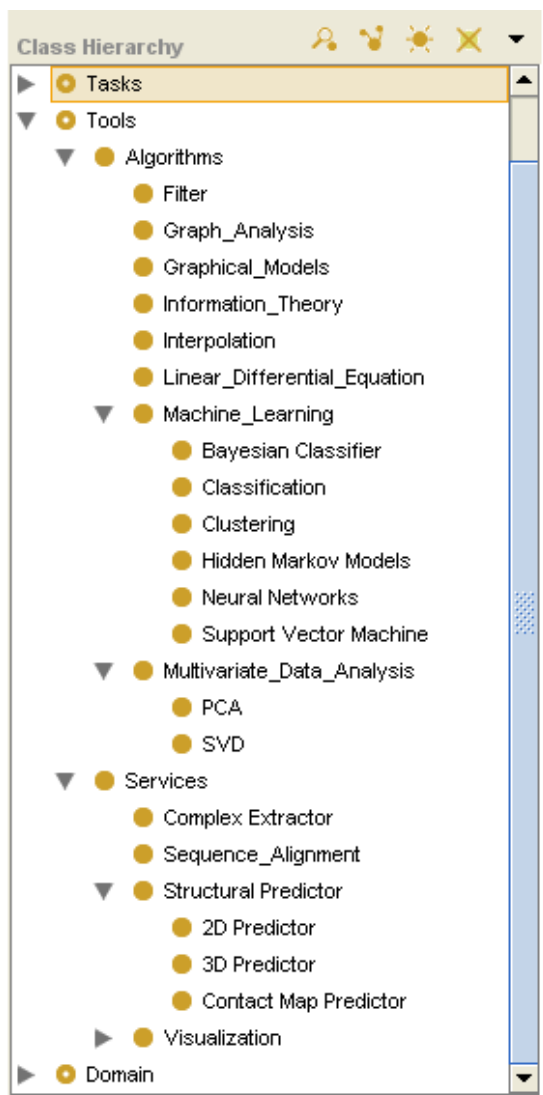 Class Hierarchy
Tasks
Tools
Algorithms
Filter
Graph_Analysis
Graphical_Models
Information_Theory
Interpolation
Linear_Differential_Equation
Machine_Learning
Bayesian Classifier
Classification
Clustering
Hidden Markov Models
Neural Networks
Support Vector Machine
Multivariate_Data_Analysis
PCA
SVD
Services
Complex Extractor
Sequence_Alignment
Structural Predictor
2D Predictor
3D Predictor
Contact Map Predictor
Visualization
Domain